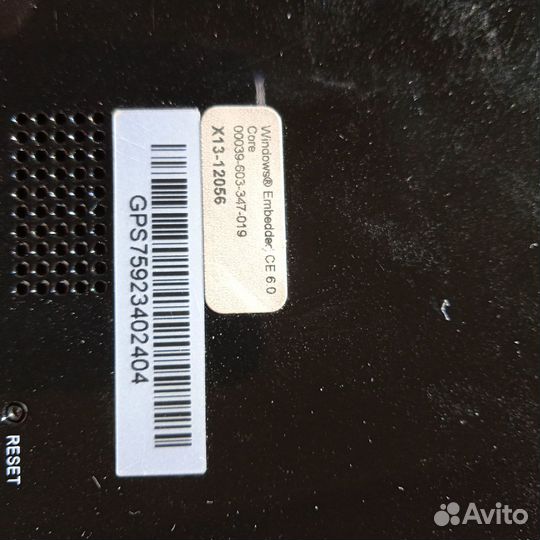 Windows® Embedded CE 6.0
Core
00039-603-347-019
X13-12056
GPS75923402404
RESET
Avito